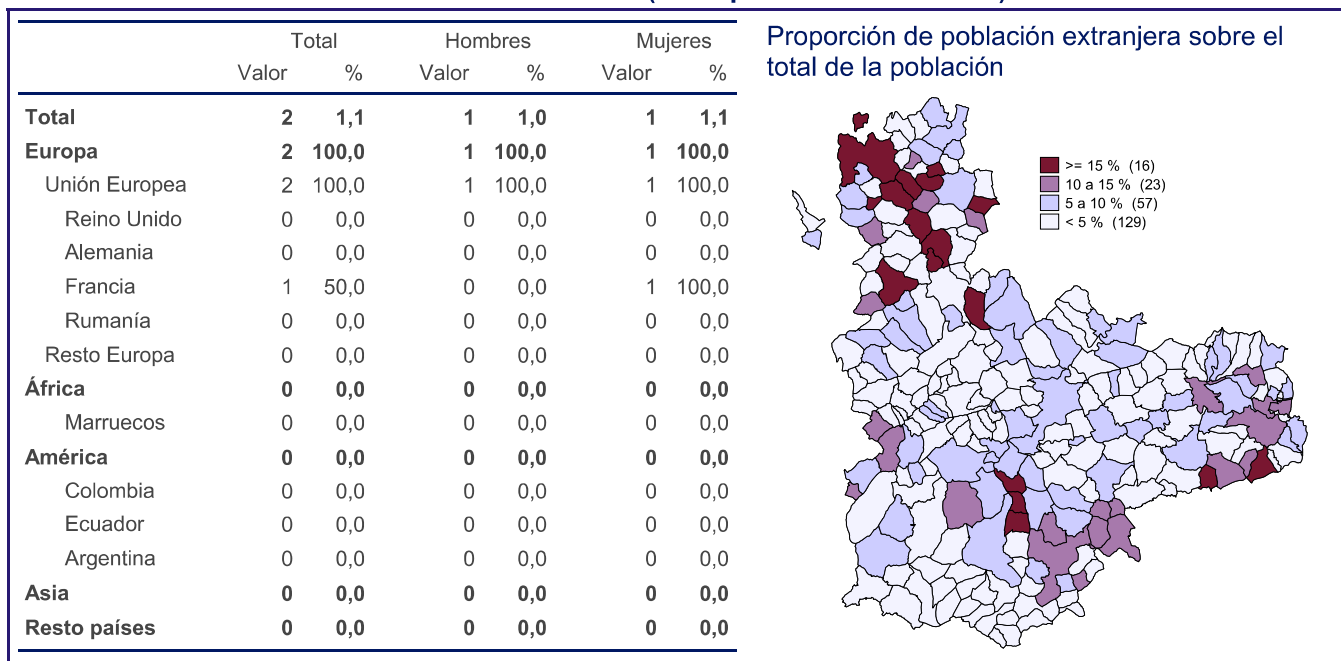 Total Hombres Mujeres
Valor % Valor % Valor %
Total 2 1,1 1 1,0 1 1,1
Europa 2 100,0 1 100,0 1 100,0
Unión Europea 2 100,0 1 100,0 1 100,0
Reino Unido 0 0,0 0 0,0 0 0,0
Alemania 0 0,0 0 0,0 0 0,0
Francia 1 50,0 0 0,0 1 100,0
Rumanía 0 0,0 0 0,0 0 0,0
Resto Europa 0 0,0 0 0,0 0 0,0
África 0 0,0 0 0,0 0 0,0
Marruecos 0 0,0 0 0,0 0 0,0
América 0 0,0 0 0,0 0 0,0
Colombia 0 0,0 0 0,0 0 0,0
Ecuador 0 0,0 0 0,0 0 0,0
Argentina 0 0,0 0 0,0 0 0,0
Asia 0 0,0 0 0,0 0 0,0
Resto países 0 0,0 0 0,0 0 0,0
Proporción de población extranjera sobre el
total de la población
>= 15 % (16)
10 a 15 % (23)
5 a 10 % (57)
< 5 % (129)